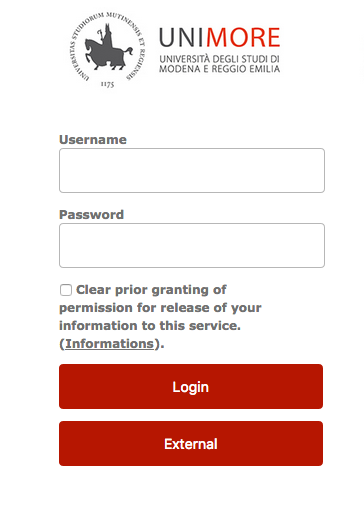 UNIVERSITAS STUDIORUM MUTINENSIS ET REGIENSIS
1175
UNIMORE
UNIVERSITÀ DEGLI STUDI DI
MODENA E REGGIO EMILIA
Username
Password
Clear prior granting of
permission for release of your
information to this service.
(Informations).
Login
External